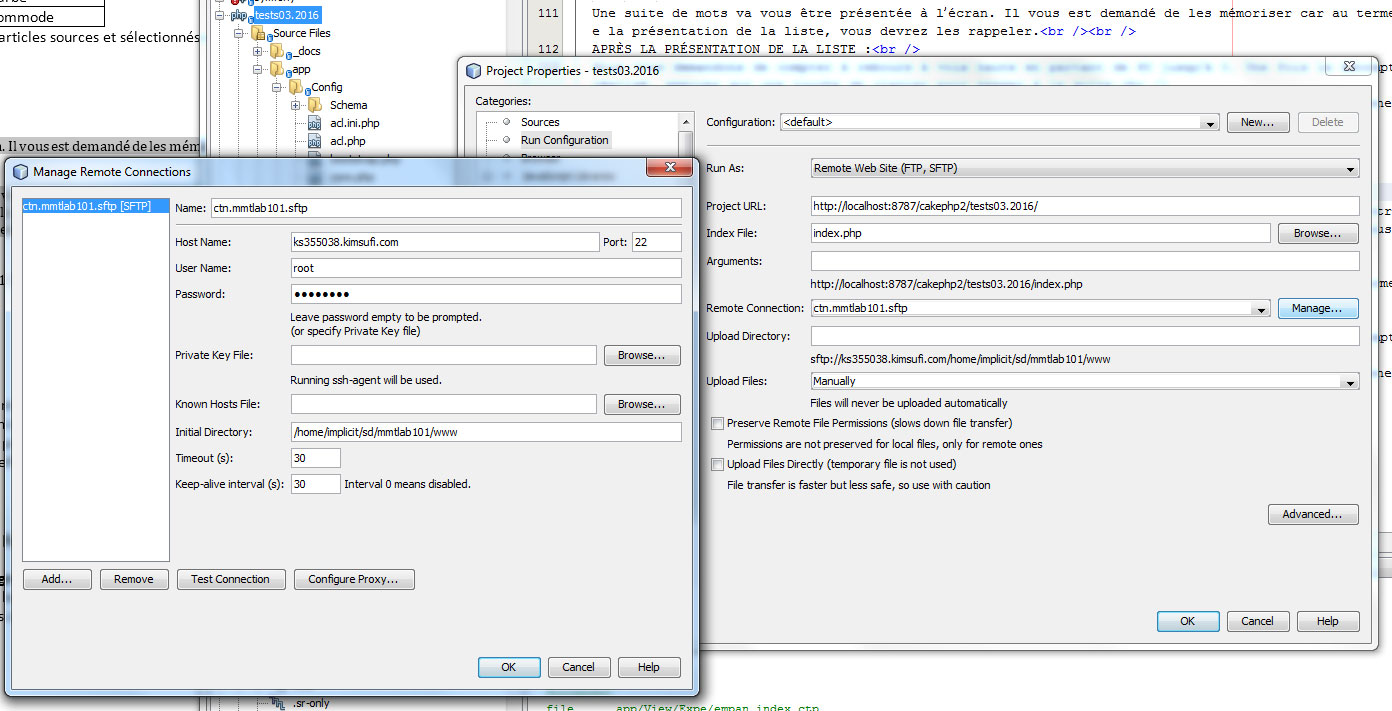 ommode
articles sources et sélectionnés
. Il vous est demandé de les mém
tests03.2016
Source Files
_docs
app
Config
Schema
acl.ini.php
acl.php
.sr-only
111 Une suite de mots va vous être présentée à l'écran. Il vous est demandé de les mémoriser car au terme
e la présentation de la liste, vous devrez les rappeler.<br /><br />
112 APRÈS LA PRÉSENTATION DE LA LISTE :<br />
file app/View/Expe/empan_index.ctp
Project Properties - tests03.2016
Categories:
Sources
Run Configuration
Browser
JavaScript Libraries
Configuration: <default> New... Delete
Run As: Remote Web Site (FTP, SFTP)
Project URL: http://localhost:8787/cakephp2/tests03.2016/
Index File: index.php Browse...
Arguments:
http://localhost:8787/cakephp2/tests03.2016/index.php
Remote Connection: ctn.mmtlab101.sftp Manage...
Upload Directory:
sftp://ks355038.kimsufi.com/home/implicit/sd/mmtlab101/www
Upload Files: Manually
Files will never be uploaded automatically
Preserve Remote File Permissions (slows down file transfer)
Permissions are not preserved for local files, only for remote ones
Upload Files Directly (temporary file is not used)
File transfer is faster but less safe, so use with caution
Advanced...
OK Cancel Help
Manage Remote Connections
ctn.mmtlab101.sftp [SFTP]
Name: ctn.mmtlab101.sftp
Host Name: ks355038.kimsufi.com Port: 22
User Name: root
Password: ●●●●●●●●
Leave password empty to be prompted.
(or specify Private Key file)
Private Key File: Browse...
Running ssh-agent will be used.
Known Hosts File: Browse...
Initial Directory: /home/implicit/sd/mmtlab101/www
Timeout (s): 30
Keep-alive interval (s): 30 Interval 0 means disabled.
Add... Remove Test Connection Configure Proxy...
OK Cancel Help